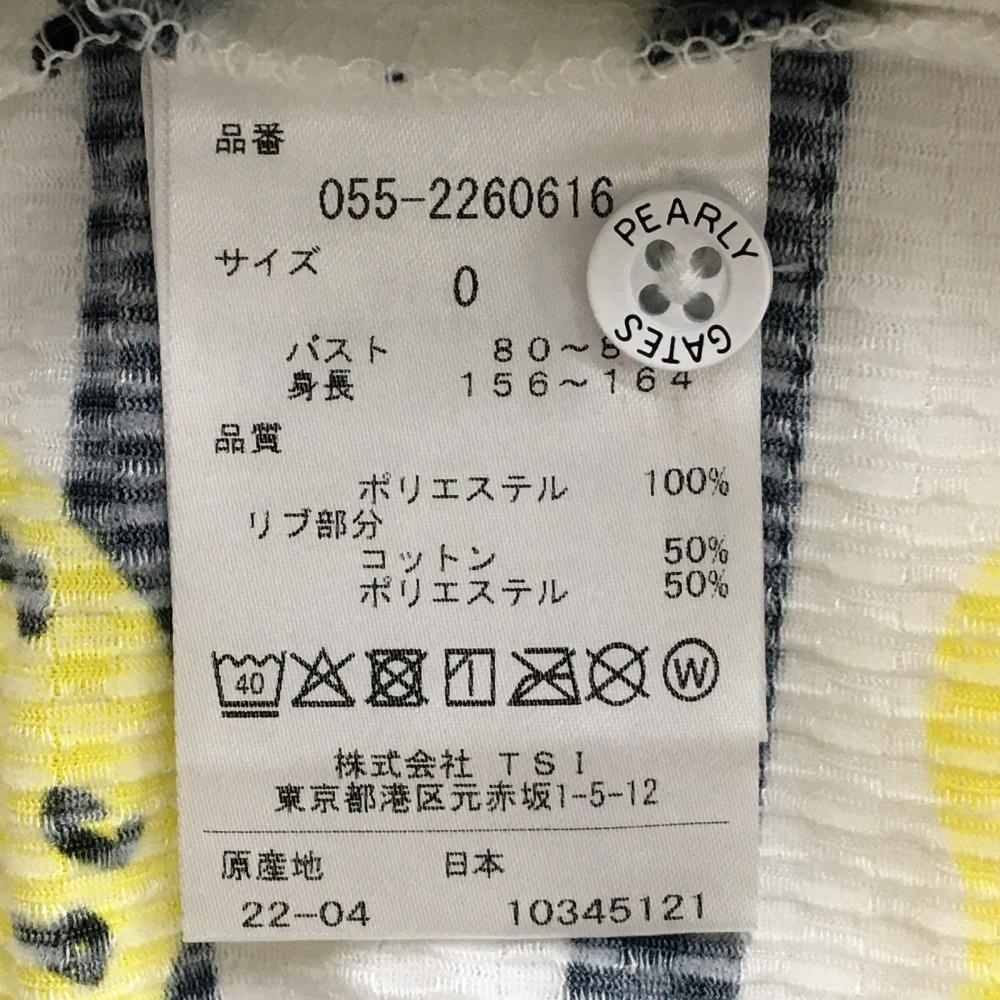 品番
055-2260616
サイズ
0
PEARLY
GATES
バスト 80～8
身長 156～164
品質
ポリエステル 100%
リブ部分
コットン 50%
ポリエステル 50%
40
W
株式会社 TSI
東京都港区元赤坂1-5-12
原産地 日本
22-04 10345121